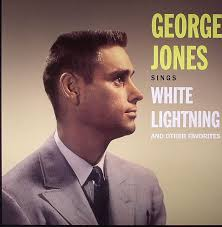 GEORGE
JONES
SINGS
WHITE
LIGHTNING
AND OTHER FAVORITES